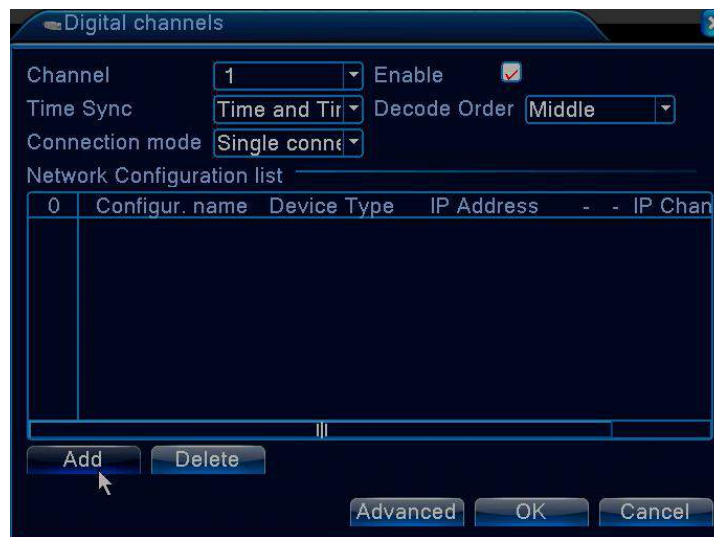 Digital channels
Channel 1 Enable
Time Sync Time and Tir Decode Order Middle
Connection mode Single conne
Network Configuration list
0 Configur. name Device Type IP Address - - IP Chan
Add Delete
Advanced OK Cancel